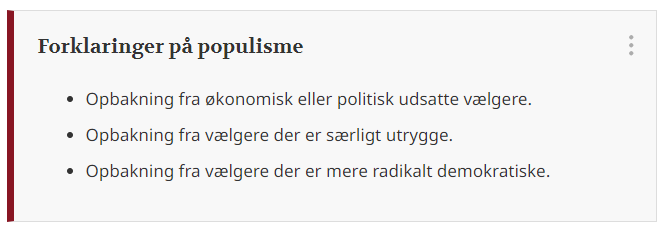 Forklaringer på populisme
• Opbakning fra økonomisk eller politisk udsatte vælgere.
• Opbakning fra vælgere der er særligt utrygge.
• Opbakning fra vælgere der er mere radikalt demokratiske.